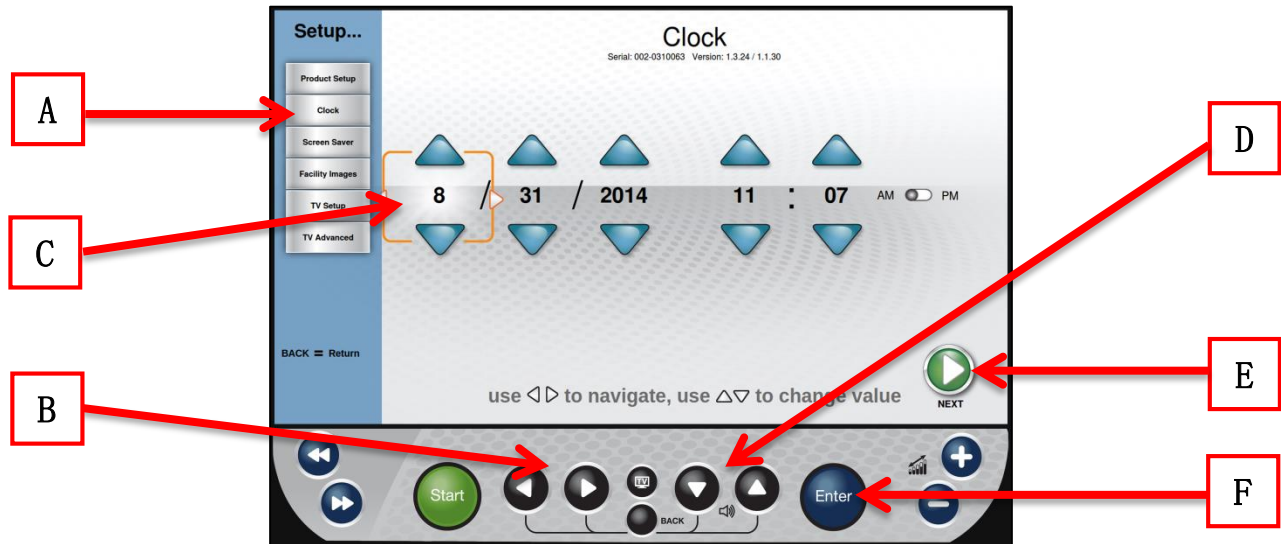 Setup...
Clock
Serial: 002-0310063 Version: 1.3.24 / 1.1.30
Product Setup
Clock
Screen Saver
Facility Images
TV Setup
TV Advanced
A
C
D
8 / 31 / 2014 11 : 07 AM PM
BACK = Return
B
E
use ◁ ▷ to navigate, use △▽ to change value
NEXT
Start
TV
BACK
Enter
F